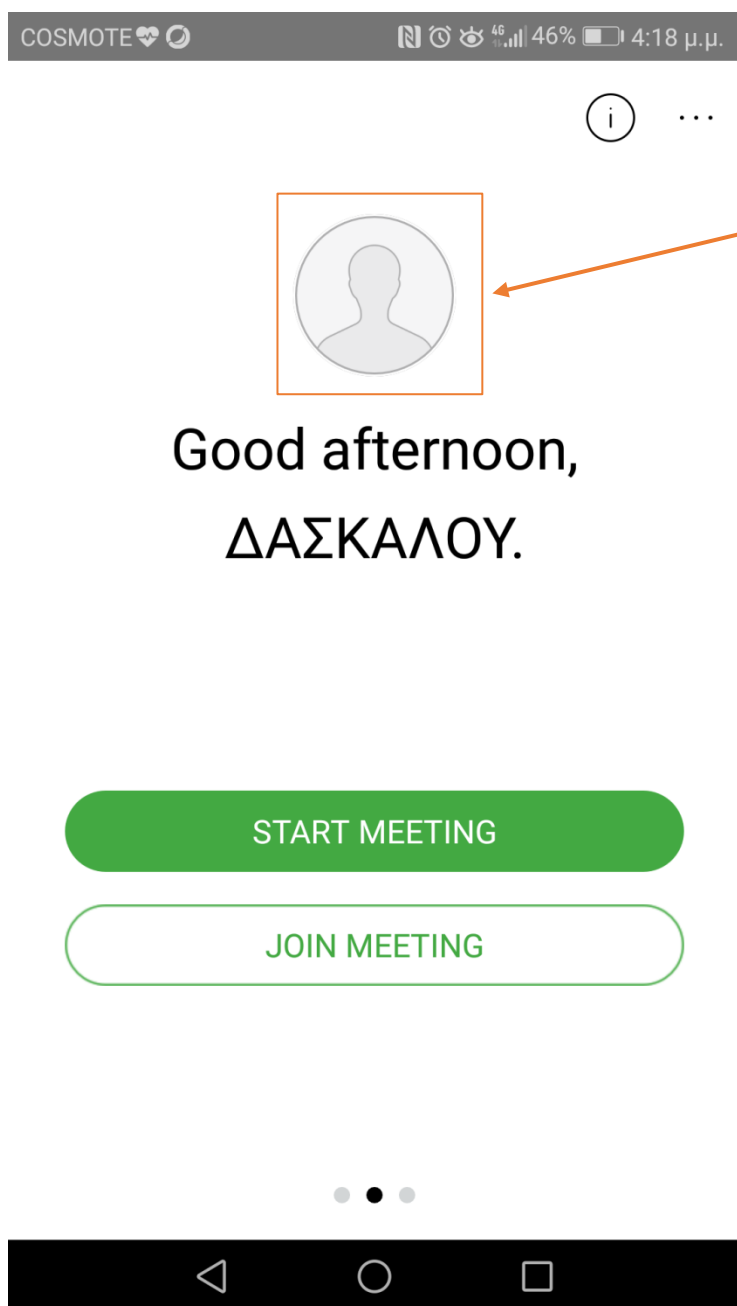 COSMOTE 46% 4:18 μ.μ.
Good afternoon,
ΔΑΣΚΑΛΟΥ.
START MEETING
JOIN MEETING